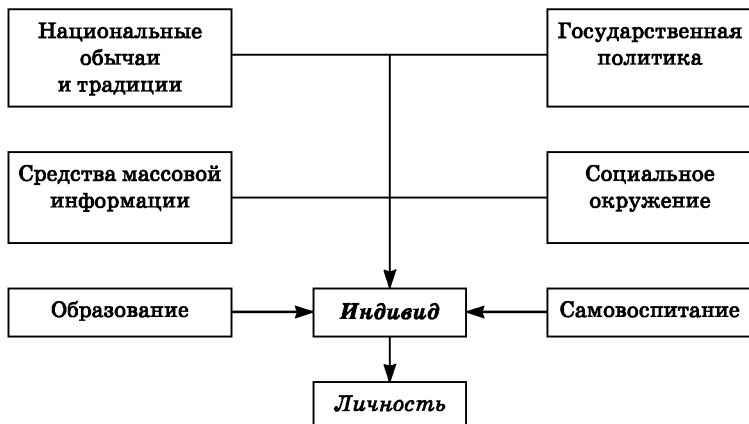 Национальные
обычаи
и традиции
Государственная
политика
Средства массовой
информации
Социальное
окружение
Образование
Индивид
Самовоспитание
Личность